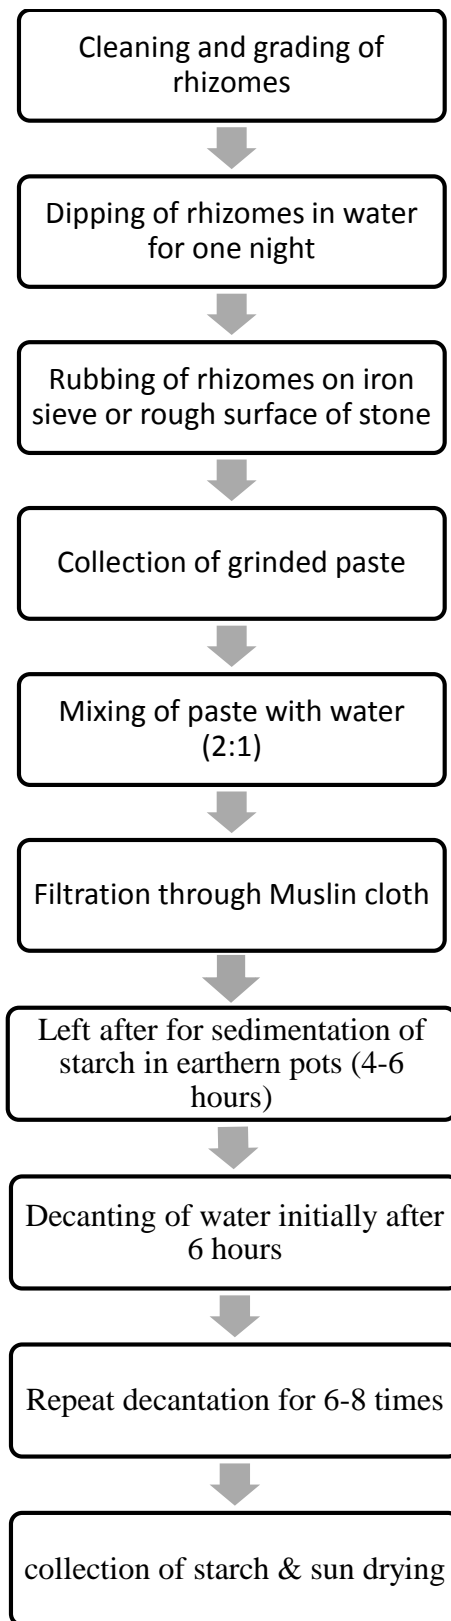 Cleaning and grading of
rhizomes
Dipping of rhizomes in water
for one night
Rubbing of rhizomes on iron
sieve or rough surface of stone
Collection of grinded paste
Mixing of paste with water
(2:1)
Filtration through Muslin cloth
Left after for sedimentation of
starch in earthern pots (4-6
hours)
Decanting of water initially after
6 hours
Repeat decantation for 6-8 times
collection of starch & sun drying